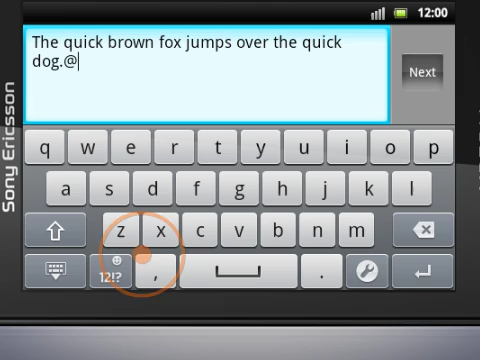 12:00
The quick brown fox jumps over the quick
dog.@
Next
Sony Ericsson
q w e r t y u i o p
a s d f g h j k l
z x c v b n m
12!? , .